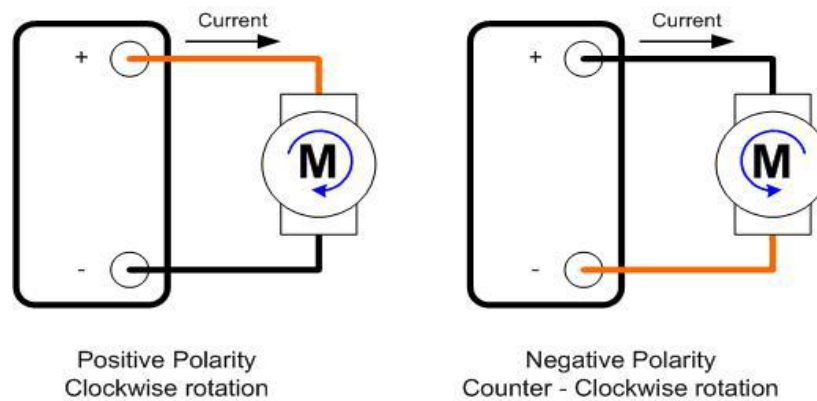 Current
+
M
-
Positive Polarity
Clockwise rotation
Current
+
M
-
Negative Polarity
Counter - Clockwise rotation